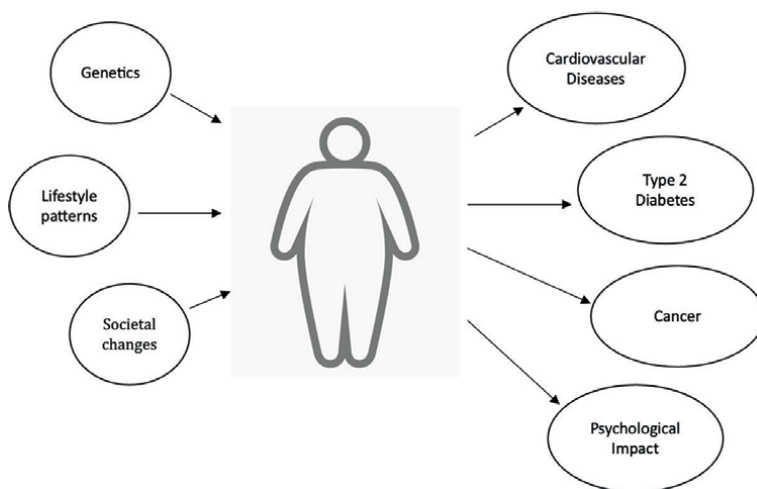 Genetics
Lifestyle
patterns
Societal
changes
Cardiovascular
Diseases
Type 2
Diabetes
Cancer
Psychological
Impact